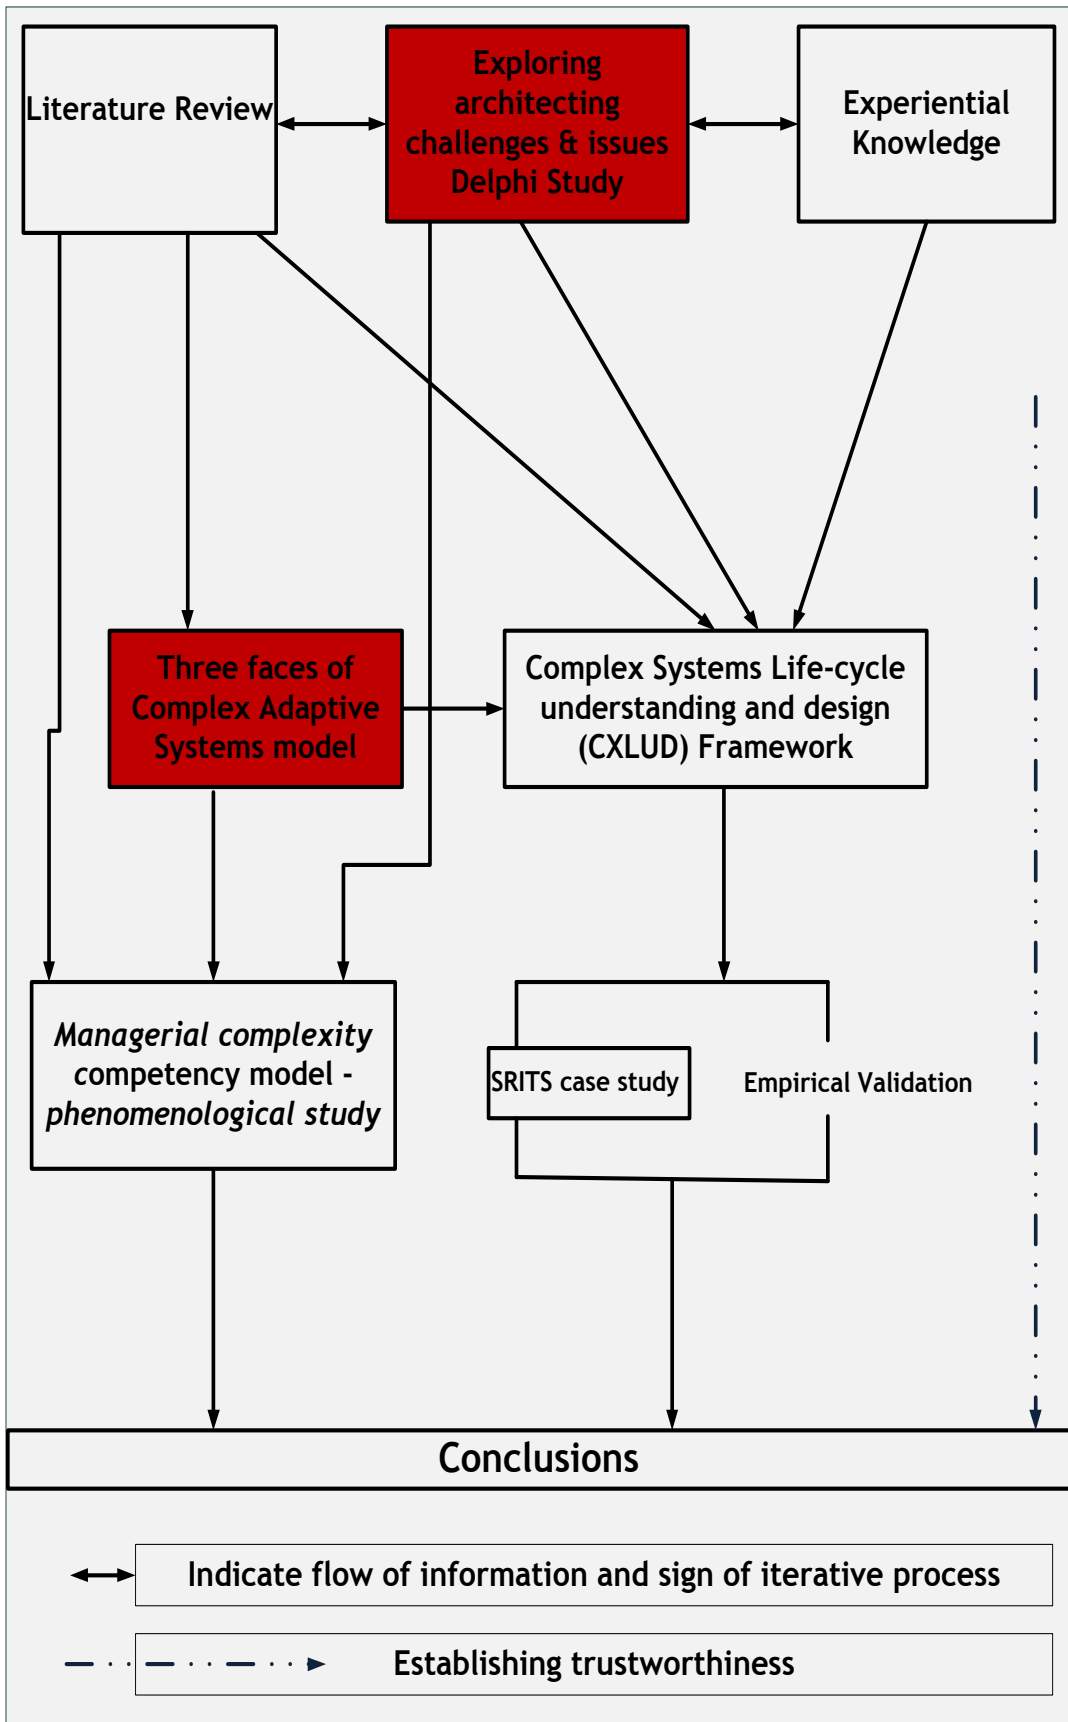 Literature Review
Exploring
architecting
challenges & issues
Delphi Study
Experiential
Knowledge
Three faces of
Complex Adaptive
Systems model
Complex Systems Life-cycle
understanding and design
(CXLUD) Framework
Managerial complexity
competency model -
phenomenological study
SRITS case study
Empirical Validation
Conclusions
Indicate flow of information and sign of iterative process
Establishing trustworthiness